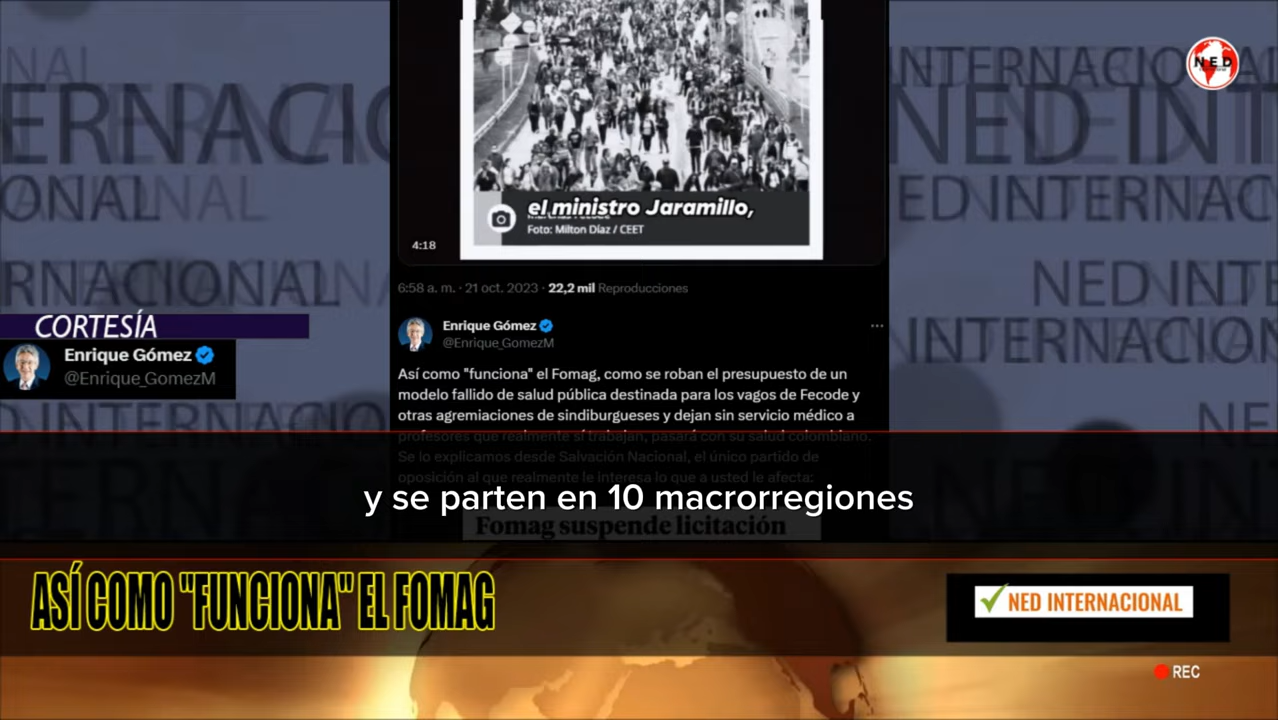 NED
el ministro Jaramillo,
Foto: Milton Díaz / CEET
4:18
6:58 a. m. · 21 oct. 2023 · 22,2 mil Reproducciones
CORTESÍA
Enrique Gómez
@Enrique_GomezM
Enrique Gómez
@Enrique_GomezM
Así como "funciona" el Fomag, como se roban el presupuesto de un
modelo fallido de salud pública destinada para los vagos de Fecode y
otras agremiaciones de sindiburgueses y dejan sin servicio médico a
profesores que realmente sí trabajan, pasará con su salud colombiano.
Se lo explicamos desde Salvación Nacional, el único partido de
oposición al que realmente le interesa lo que a usted le afecta:
y se parten en 10 macrorregiones
Fomag suspende licitación
ASÍ COMO "FUNCIONA" EL FOMAG
NED INTERNACIONAL
REC